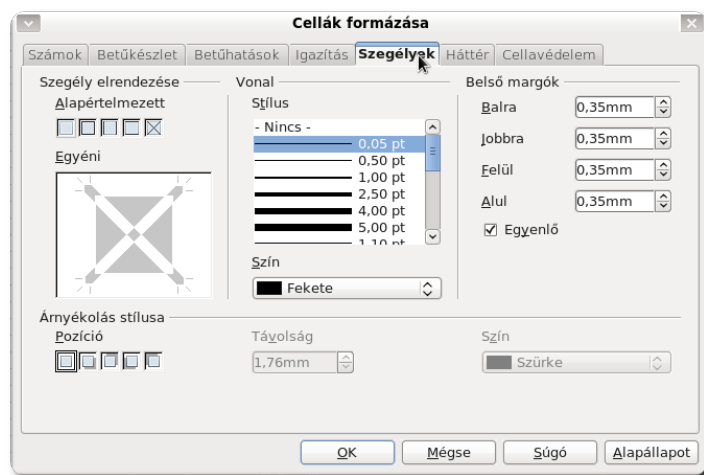 Cellák formázása
Számok Betűkészlet Betűhatások Igazítás Szegélyek Háttér Cellavédelem
Szegély elrendezése
Alapértelmezett
Egyéni
Vonal
Stílus
- Nincs -
0,05 pt
0,50 pt
1,00 pt
2,50 pt
4,00 pt
5,00 pt
1,10 pt
Szín
Fekete
Belső margók
Balra 0,35mm
Jobbra 0,35mm
Felül 0,35mm
Alul 0,35mm
Egyenlő
Árnyékolás stílusa
Pozíció
Távolság
1,76mm
Szín
Szürke
OK Mégse Súgó Alapállapot